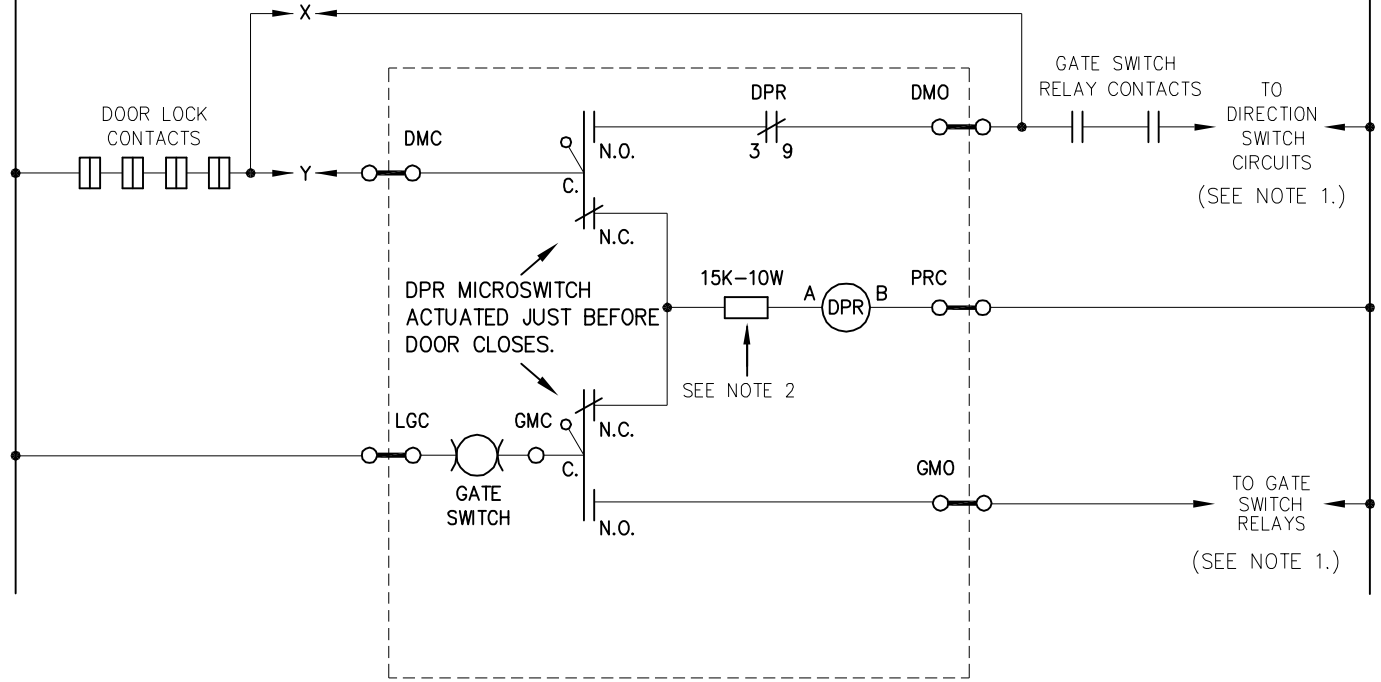 X
GATE SWITCH
RELAY CONTACTS
TO
DIRECTION
SWITCH
CIRCUITS
(SEE NOTE 1.)
DOOR LOCK
CONTACTS
DMC
DPR
3 9
DMO
N.O.
C.
N.C.
Y
DPR MICROSWITCH
ACTUATED JUST BEFORE
DOOR CLOSES.
15K-10W
A
DPR
B
PRC
SEE NOTE 2
LGC
GMC
N.C.
C.
GATE
SWITCH
N.O.
GMO
TO GATE
SWITCH
RELAYS
(SEE NOTE 1.)